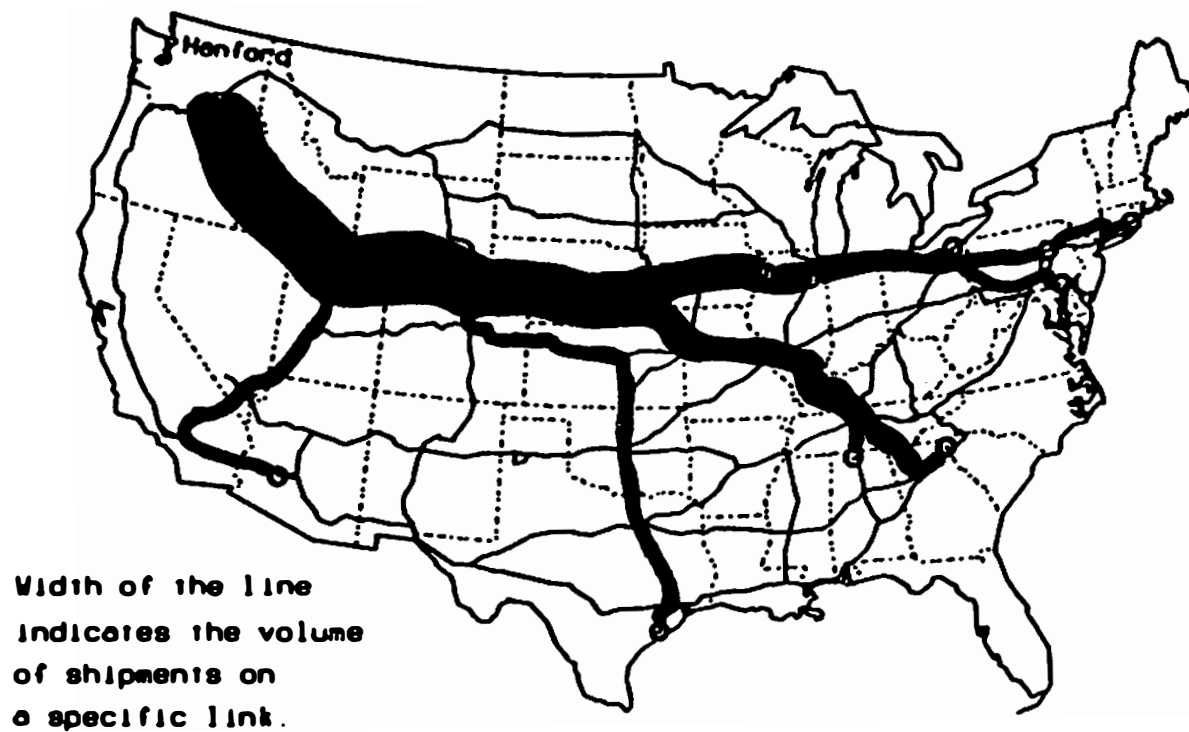 Hanford
Width of the line
indicates the volume
of shipments on
a specific link.